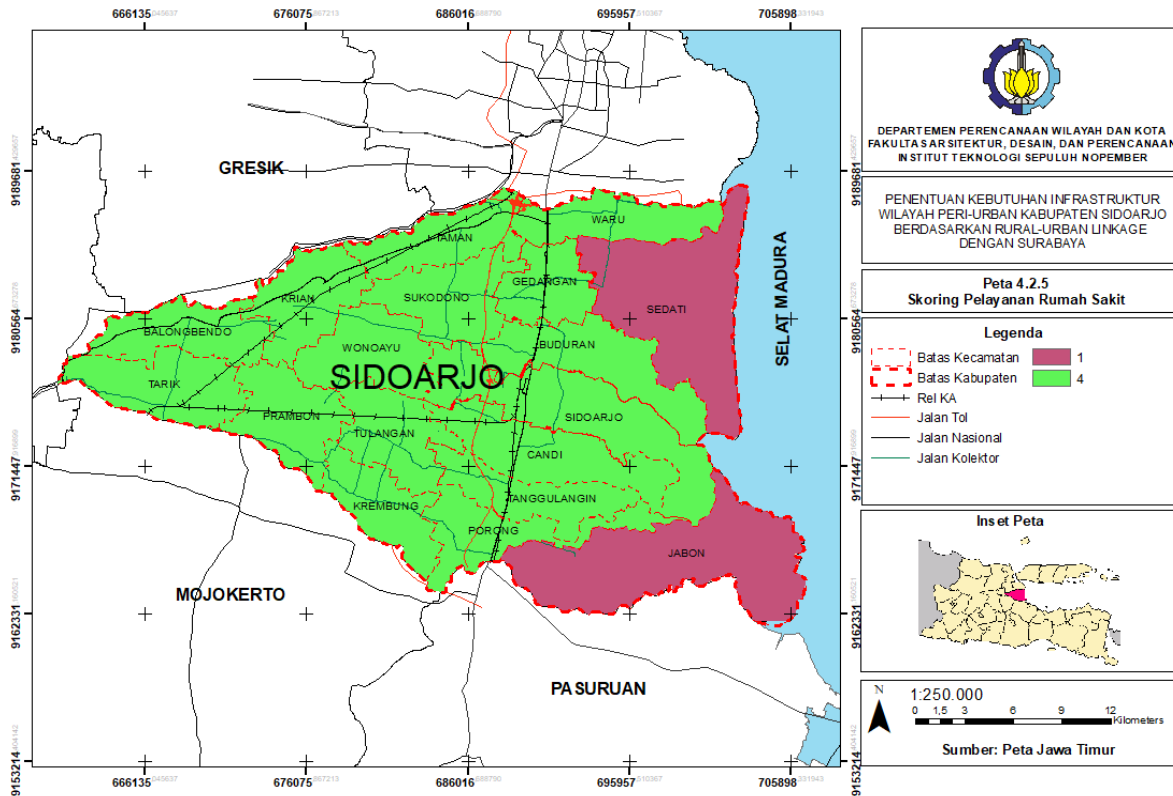 666135
676075
686016
695957
705898
9189681
9180564
9171447
9162331
9153214
GRESIK
WARU
TAMAN
GEDANGAN
SUKODONO
KRIAN
SEDATI
SELAT MADURA
BALONGBENDO
WONOAYU
BUDURAN
SIDOARJO
TARIK
PRAMBON
SIDOARJO
TULANGAN
CANDI
TANGGULANGIN
KREMBUNG
PORONG
JABON
MOJOKERTO
PASURUAN
9189681
9180564
9171447
9162331
9153214
666135
676075
686016
695957
705898
DEPARTEMEN PERENCANAAN WILAYAH DAN KOTA
FAKULTAS ARSITEKTUR, DESAIN, DAN PERENCANAAN
INSTITUT TEKNOLOGI SEPULUH NOPEMBER
PENENTUAN KEBUTUHAN INFRASTRUKTUR
WILAYAH PERI-URBAN KABUPATEN SIDOARJO
BERDASARKAN RURAL-URBAN LINKAGE
DENGAN SURABAYA
Peta 4.2.5
Skoring Pelayanan Rumah Sakit
Legenda
Batas Kecamatan 1
Batas Kabupaten 4
Rel KA
Jalan Tol
Jalan Nasional
Jalan Kolektor
Inset Peta
N
1:250.000
0 1,5 3 6 9 12
Kilometers
Sumber: Peta Jawa Timur